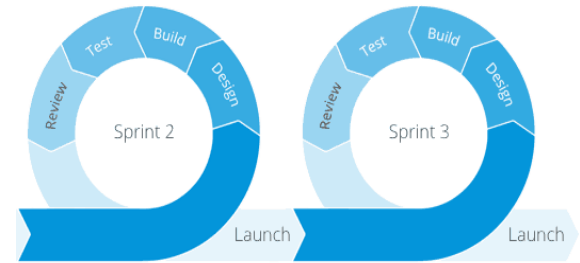 Design
Build
Test
Review
Sprint 2
Launch
Design
Build
Test
Review
Sprint 3
Launch